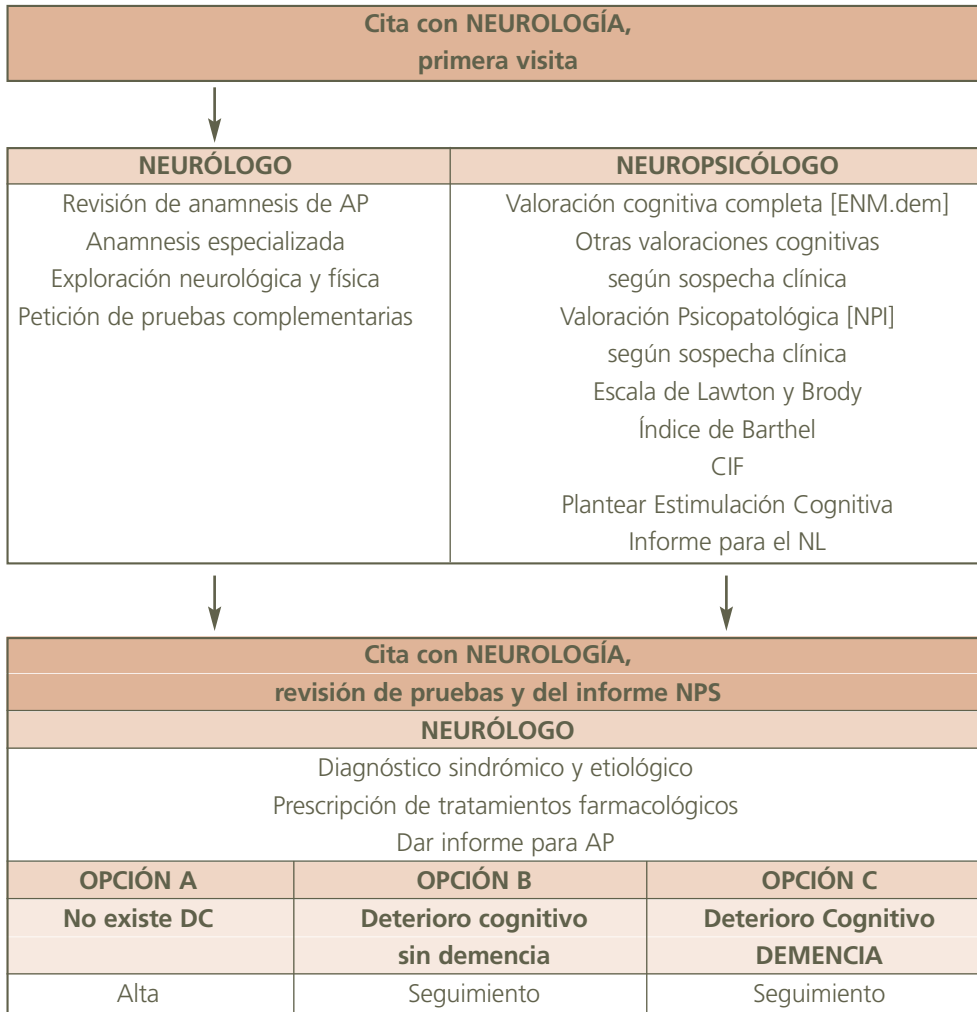 Cita con NEUROLOGÍA,
primera visita
NEURÓLOGO
Revisión de anamnesis de AP
Anamnesis especializada
Exploración neurológica y física
Petición de pruebas complementarias
NEUROPSICÓLOGO
Valoración cognitiva completa [ENM.dem]
Otras valoraciones cognitivas
según sospecha clínica
Valoración Psicopatológica [NPI]
según sospecha clínica
Escala de Lawton y Brody
Índice de Barthel
CIF
Plantear Estimulación Cognitiva
Informe para el NL
Cita con NEUROLOGÍA,
revisión de pruebas y del informe NPS
NEURÓLOGO
Diagnóstico sindrómico y etiológico
Prescripción de tratamientos farmacológicos
Dar informe para AP
OPCIÓN A
No existe DC
Alta
OPCIÓN B
Deterioro cognitivo
sin demencia
Seguimiento
OPCIÓN C
Deterioro Cognitivo
DEMENCIA
Seguimiento